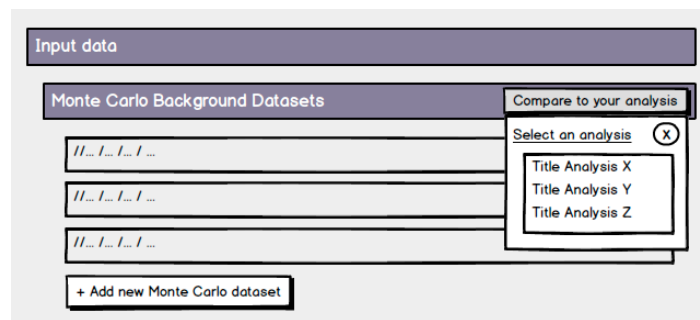 Input data
Monte Carlo Background Datasets
Compare to your analysis
Select an analysis
X
Title Analysis X
Title Analysis Y
Title Analysis Z
//... /... /... / ...
//... /... /... / ...
//... /... /... / ...
+ Add new Monte Carlo dataset